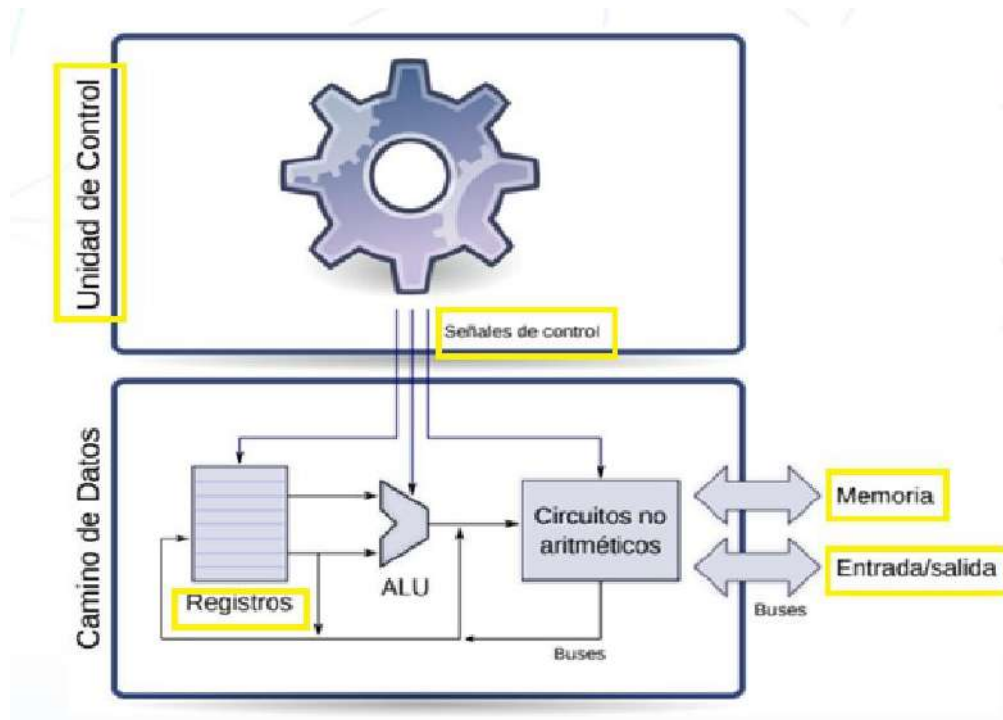 Unidad de Control
Señales de control
Camino de Datos
Registros
ALU
Circuitos no
aritméticos
Buses
Memoria
Entrada/salida
Buses